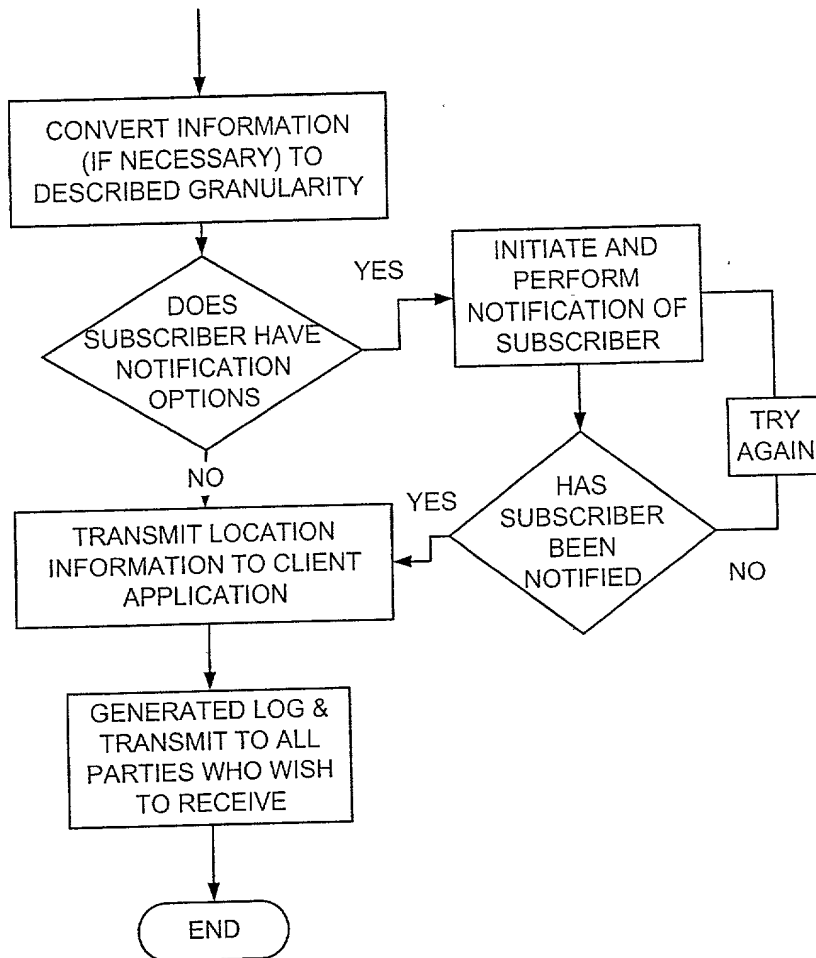 CONVERT INFORMATION
(IF NECESSARY) TO
DESCRIBED GRANULARITY
DOES
SUBSCRIBER HAVE
NOTIFICATION
OPTIONS
YES
INITIATE AND
PERFORM
NOTIFICATION OF
SUBSCRIBER
TRY
AGAIN
NO
YES
HAS
SUBSCRIBER
BEEN
NOTIFIED
NO
TRANSMIT LOCATION
INFORMATION TO CLIENT
APPLICATION
GENERATED LOG &
TRANSMIT TO ALL
PARTIES WHO WISH
TO RECEIVE
END